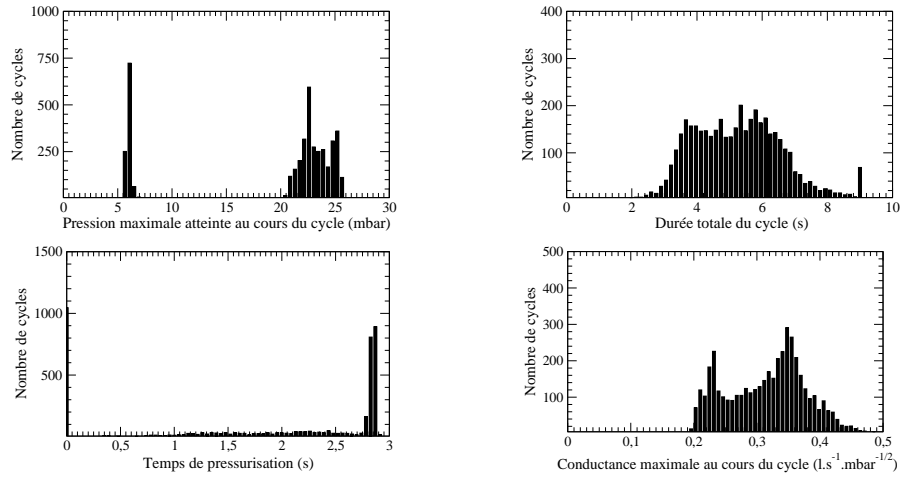 1000
750
500
250
0 5 10 15 20 25 30
Nombre de cycles
Pression maximale atteinte au cours du cycle (mbar)
400
300
200
100
0 2 4 6 8 10
Nombre de cycles
Durée totale du cycle (s)
1500
1000
500
0 0,5 1 1,5 2 2,5 3
Nombre de cycles
Temps de pressurisation (s)
500
400
300
200
100
0 0,1 0,2 0,3 0,4 0,5
Nombre de cycles
Conductance maximale au cours du cycle (l.s⁻¹.mbar⁻¹/²)